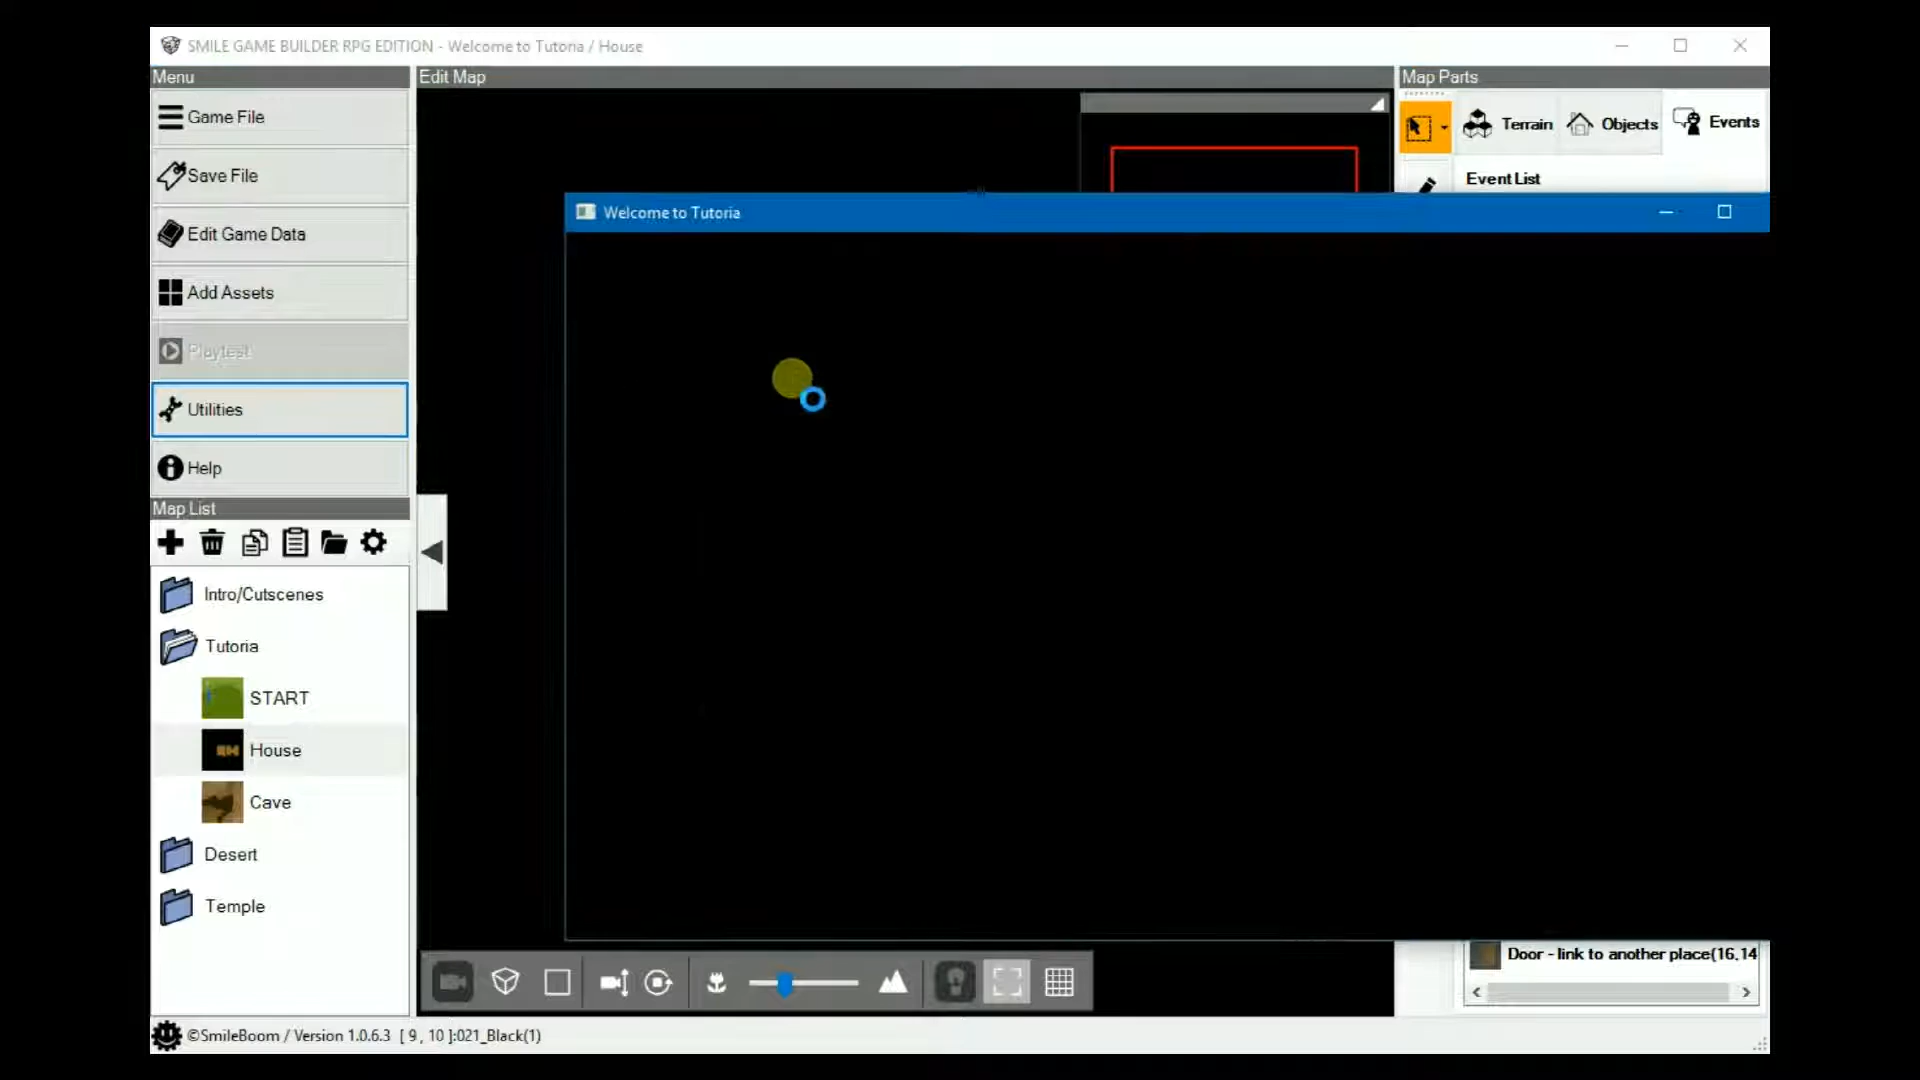 SMILE GAME BUILDER RPG EDITION - Welcome to Tutoria / House
Menu
Edit Map
Map Parts
Game File
Save File
Edit Game Data
Add Assets
Playtest
Utilities
Help
Terrain
Objects
Events
Event List
Welcome to Tutoria
Map List
Intro/Cutscenes
Tutoria
START
House
Cave
Desert
Temple
Door - link to another place(16,14
©SmileBoom / Version 1.0.6.3 [ 9 , 10 ]:021_Black(1)